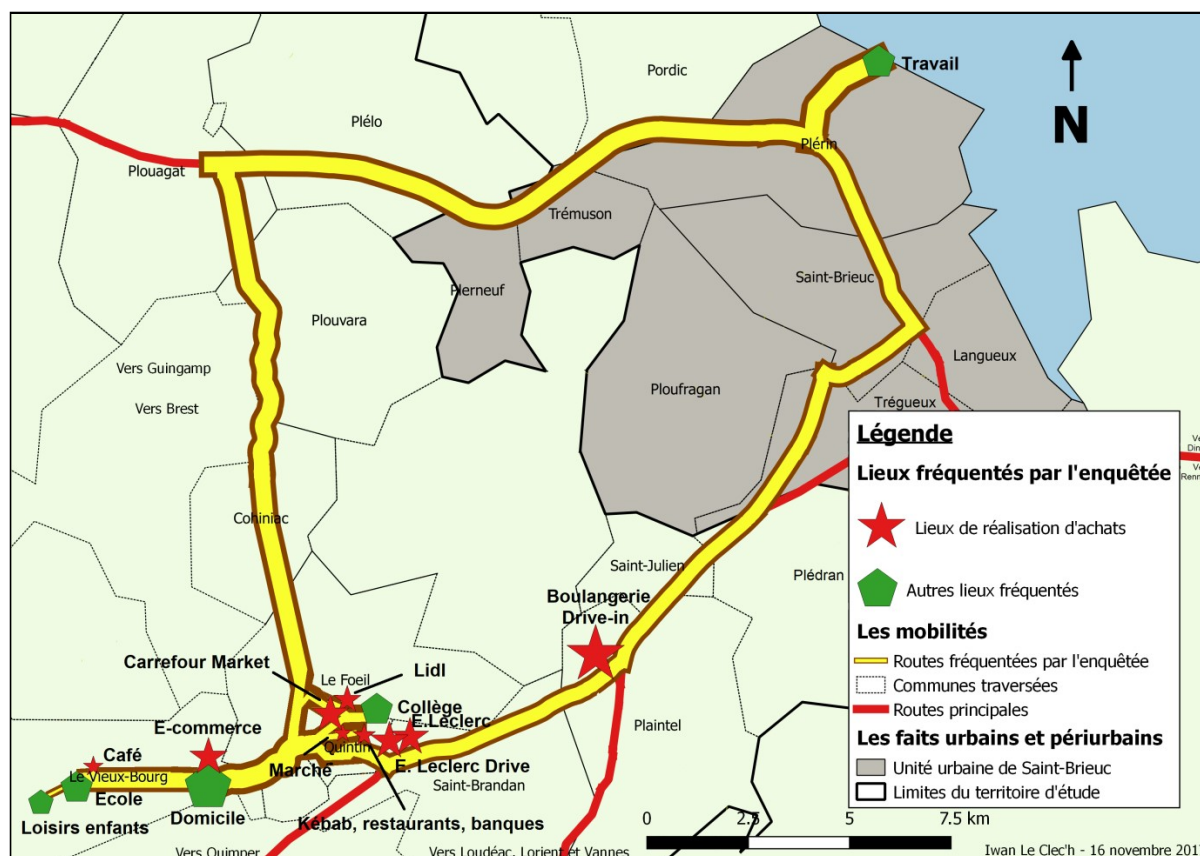 Travail
Pordic
N
Plélo
Plérin
Plouagat
Trémuson
Saint-Brieuc
Plerneuf
Plouvara
Langueux
Vers Guingamp
Ploufragan
Trégueux
Vers Brest
Cohiniac
Saint-Julien
Plédran
Boulangerie
Drive-in
Carrefour Market
Le Foeil
Lidl
Collège
E-commerce
E.Leclerc
Plaintel
Café
Quintin
Le Vieux-Bourg
Marché
E. Leclerc Drive
Ecole
Saint-Brandan
Domicile
Loisirs enfants
Kébab, restaurants, banques
Vers Quimper
Vers Loudéac, Lorient et Vannes
Légende
Lieux fréquentés par l'enquêtée
Lieux de réalisation d'achats
Autres lieux fréquentés
Les mobilités
Routes fréquentées par l'enquêtée
Communes traversées
Routes principales
Les faits urbains et périurbains
Unité urbaine de Saint-Brieuc
Limites du territoire d'étude
0 2.5 5 7.5 km
Iwan Le Clec'h - 16 novembre 201